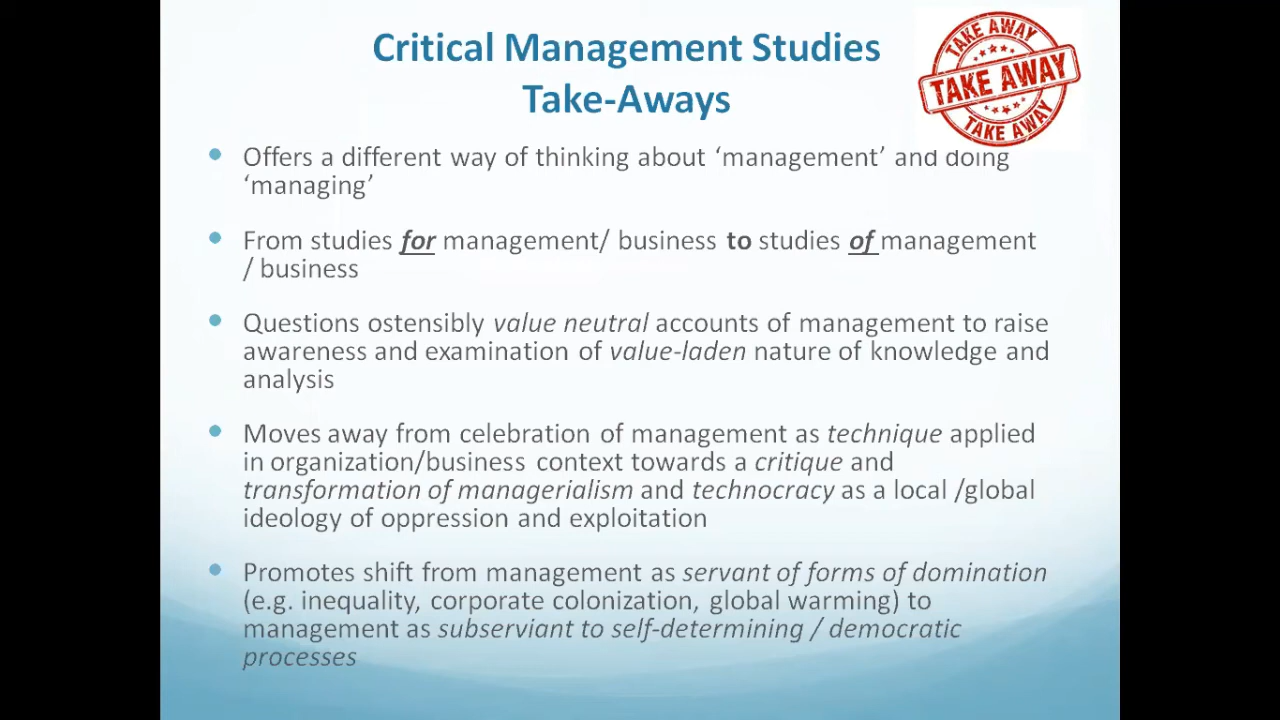 Critical Management Studies
Take-Aways
TAKE AWAY
TAKE AWAY
TAKE AWAY
Offers a different way of thinking about ‘management’ and doing
‘managing’
From studies for management/ business to studies of management
/ business
Questions ostensibly value neutral accounts of management to raise
awareness and examination of value-laden nature of knowledge and
analysis
Moves away from celebration of management as technique applied
in organization/business context towards a critique and
transformation of managerialism and technocracy as a local /global
ideology of oppression and exploitation
Promotes shift from management as servant of forms of domination
(e.g. inequality, corporate colonization, global warming) to
management as subserviant to self-determining / democratic
processes